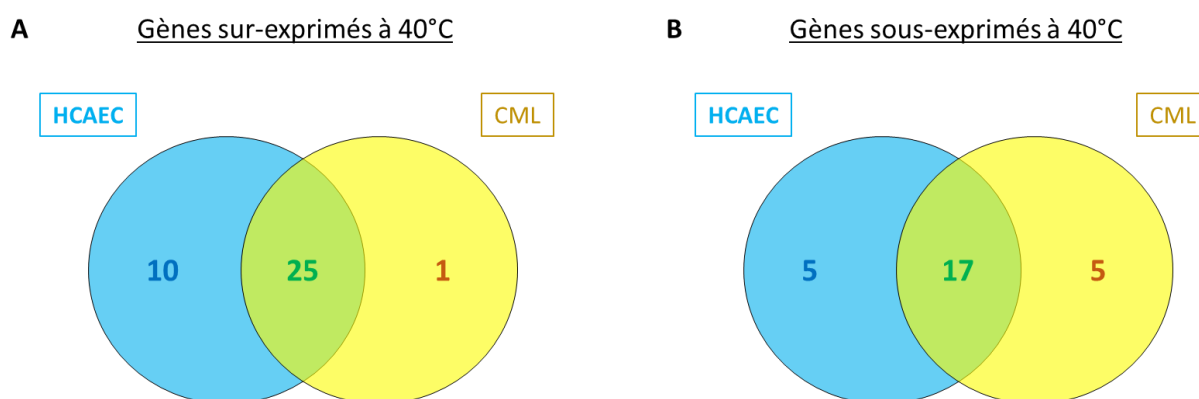 A
Gènes sur-exprimés à 40°C
HCAEC
CML
10
25
1
B
Gènes sous-exprimés à 40°C
HCAEC
CML
5
17
5